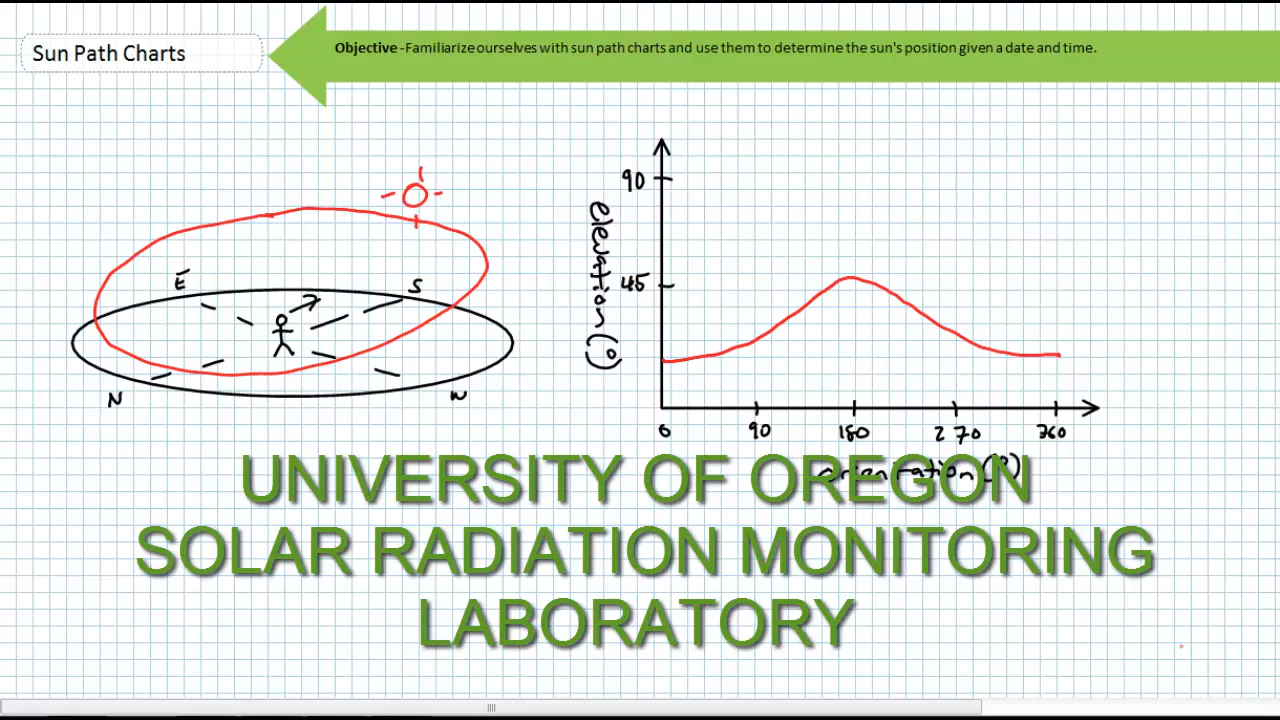 Sun Path Charts
Objective -Familiarize ourselves with sun path charts and use them to determine the sun's position given a date and time.
E
S
N
W
90
45
elevation (°)
0 90 180 270 360
orientation (°)
UNIVERSITY OF OREGON
SOLAR RADIATION MONITORING
LABORATORY